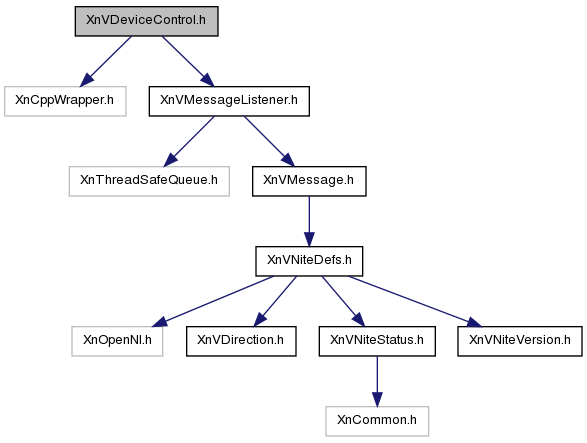 XnVDeviceControl.h
XnCppWrapper.h
XnVMessageListener.h
XnThreadSafeQueue.h
XnVMessage.h
XnVNiteDefs.h
XnOpenNI.h
XnVDirection.h
XnVNiteStatus.h
XnVNiteVersion.h
XnCommon.h